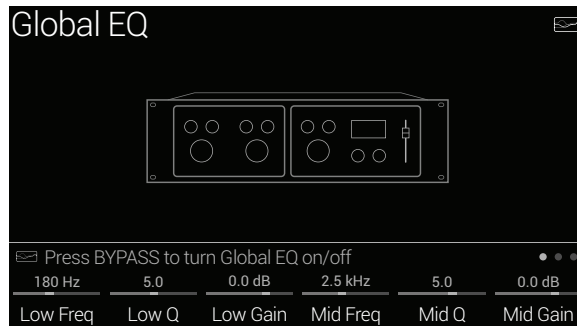 Global EQ
Press BYPASS to turn Global EQ on/off
180 Hz 5.0 0.0 dB 2.5 kHz 5.0 0.0 dB
Low Freq Low Q Low Gain Mid Freq Mid Q Mid Gain